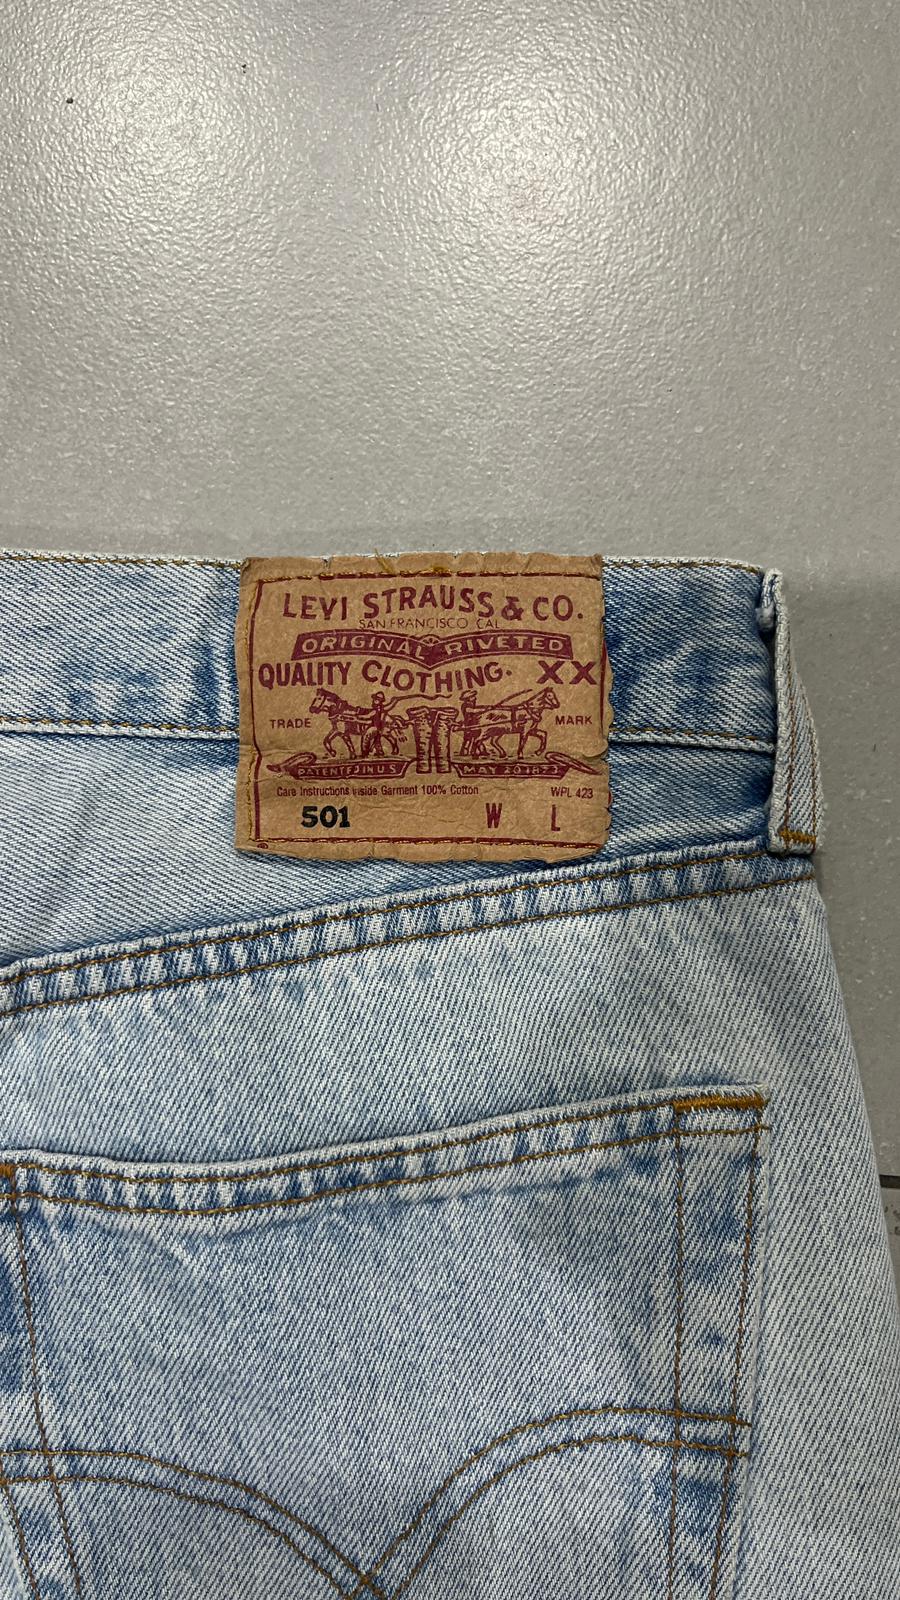 LEVI STRAUSS & CO.
SAN FRANCISCO CAL
ORIGINAL RIVETED
QUALITY CLOTHING. XX
TRADE MARK
PATENTED IN U S MAY 20 1873
Care Instructions inside Garment 100% Cotton WPL 423
501 W L
®